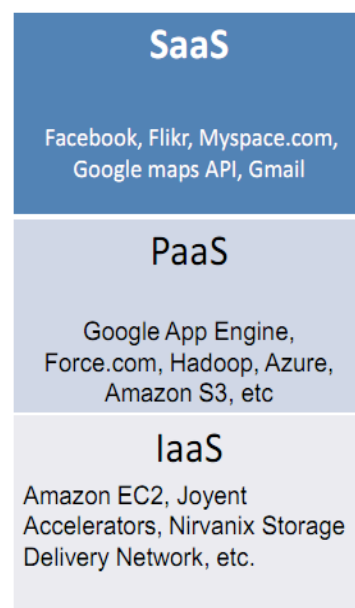 SaaS
Facebook, Flikr, Myspace.com,
Google maps API, Gmail
PaaS
Google App Engine,
Force.com, Hadoop, Azure,
Amazon S3, etc
IaaS
Amazon EC2, Joyent
Accelerators, Nirvanix Storage
Delivery Network, etc.